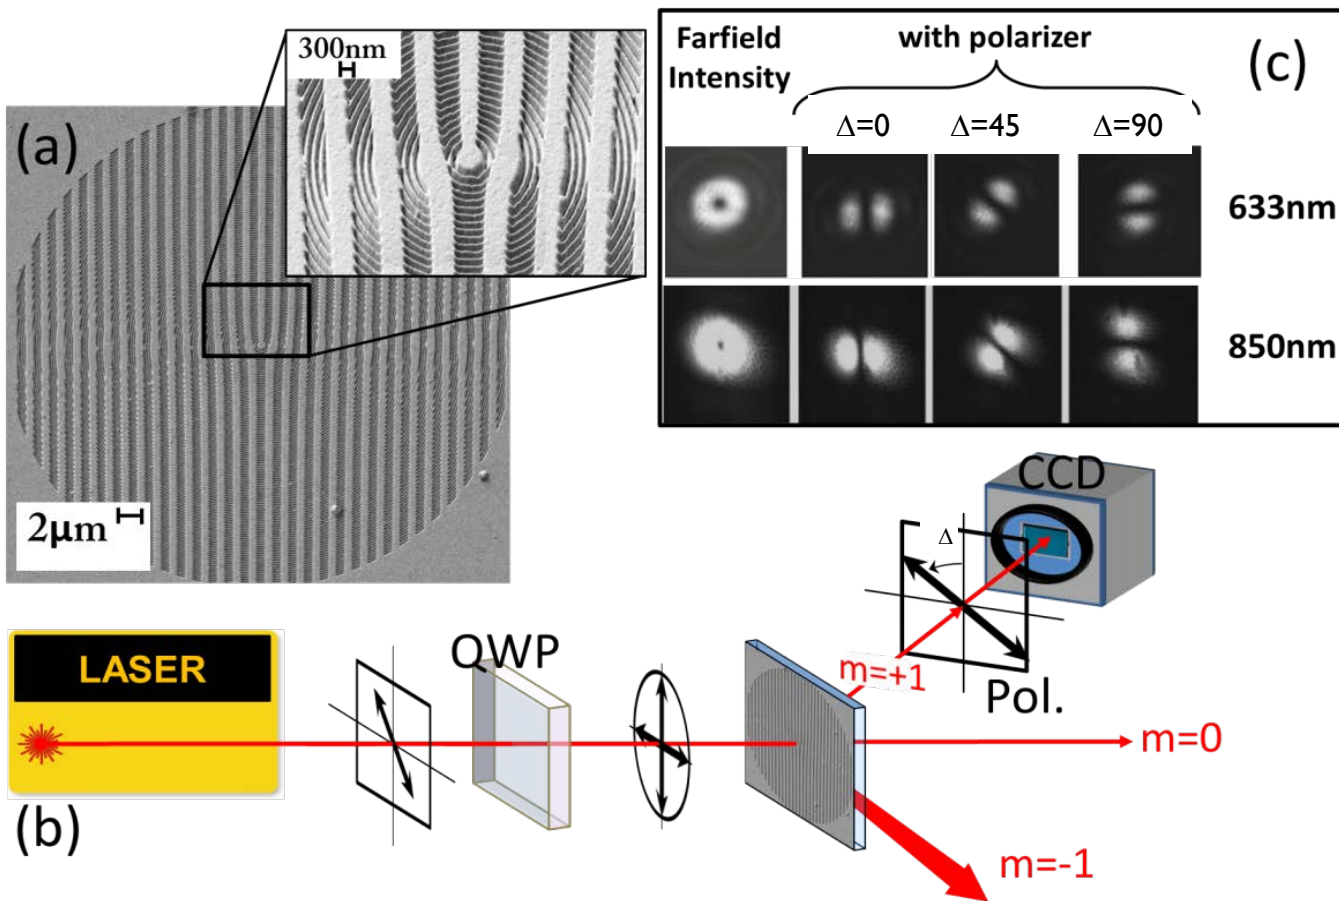 (a)
300nm
2μm
Farfield
Intensity
with polarizer
(c)
Δ=0
Δ=45
Δ=90
633nm
850nm
CCD
Δ
LASER
QWP
m=+1
Pol.
m=0
m=-1
(b)